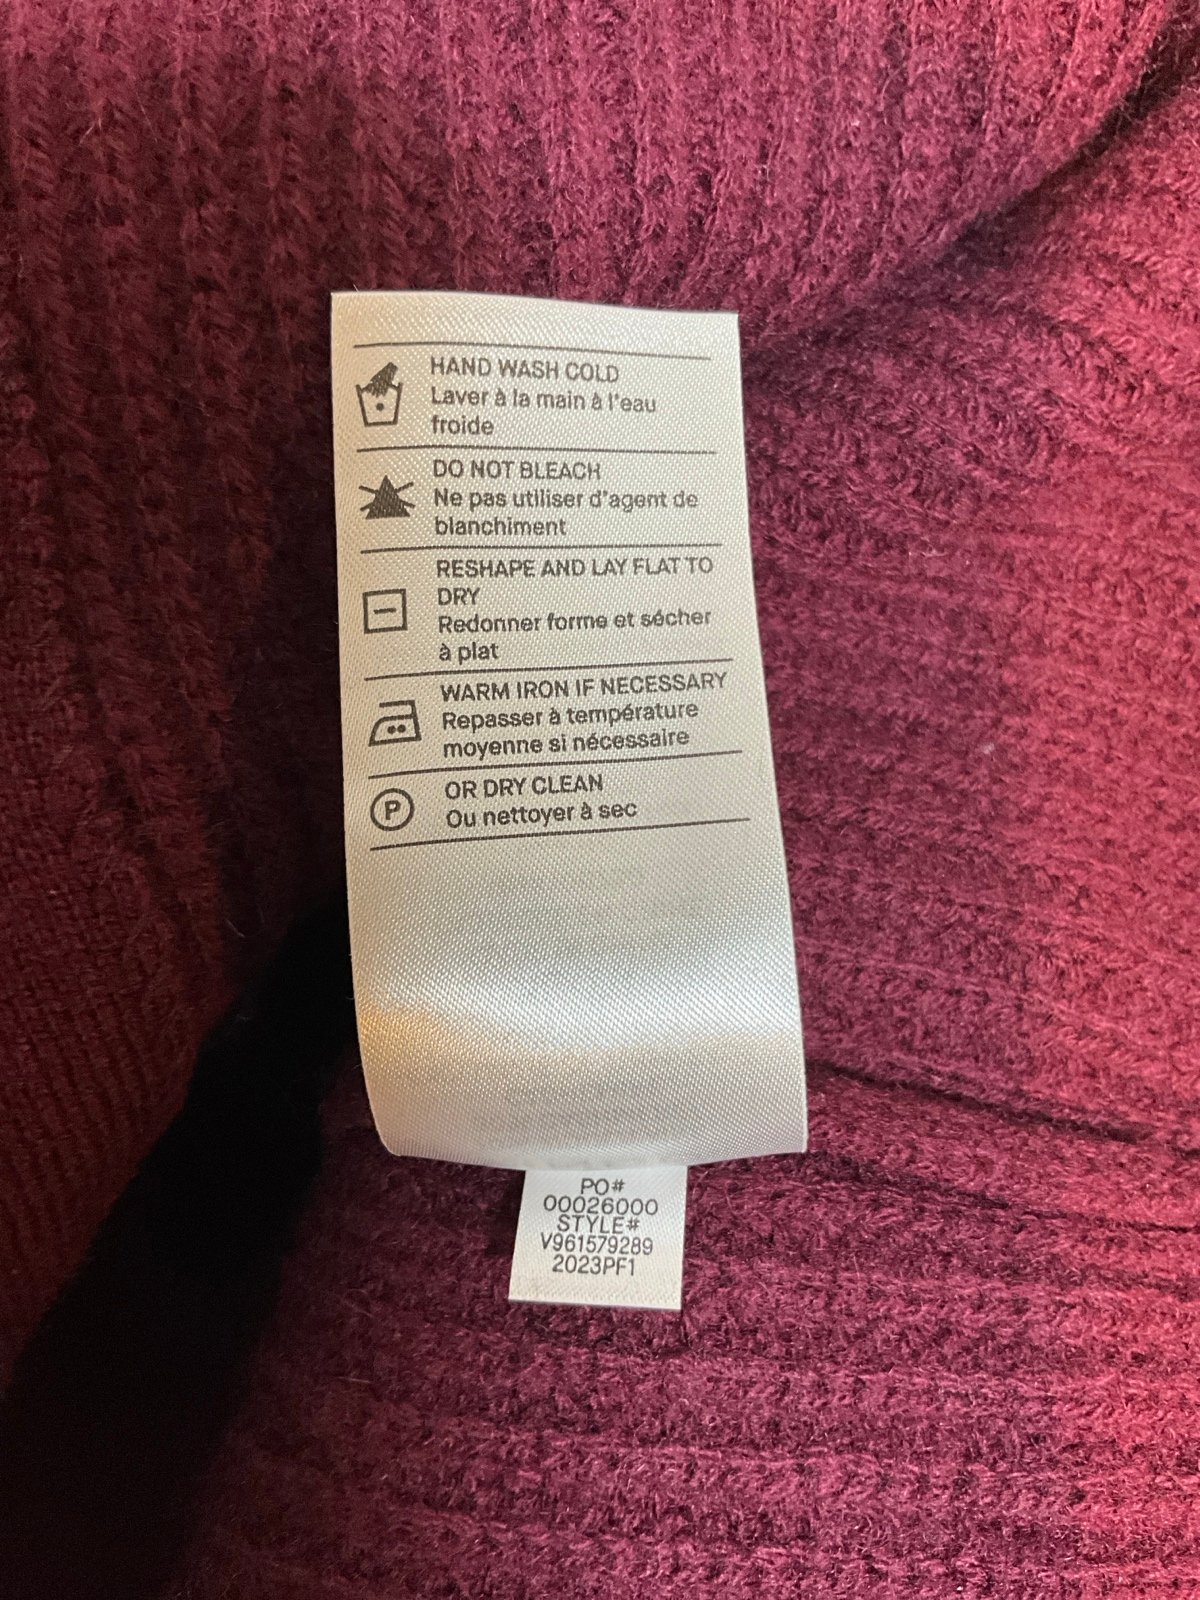 HAND WASH COLD
Laver à la main à l'eau
froide
DO NOT BLEACH
Ne pas utiliser d'agent de
blanchiment
RESHAPE AND LAY FLAT TO
DRY
Redonner forme et sécher
à plat
WARM IRON IF NECESSARY
Repasser à température
moyenne si nécessaire
P
OR DRY CLEAN
Ou nettoyer à sec
PO#
00026000
STYLE#
V961579289
2023PF1